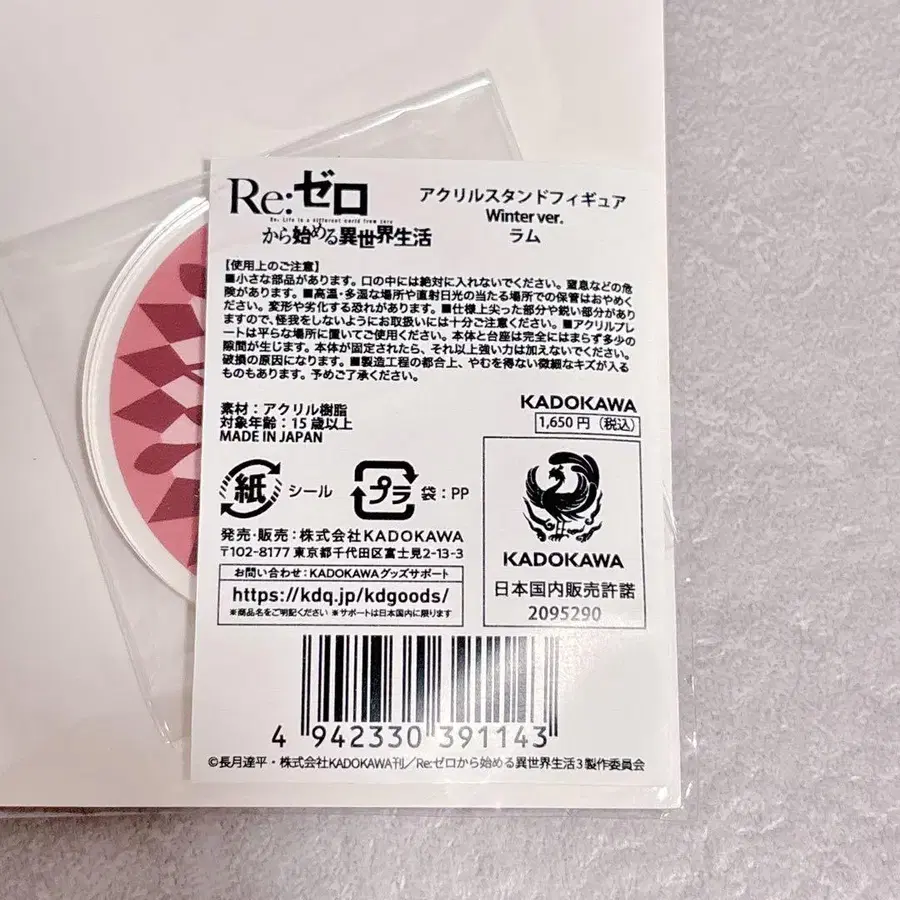 Re:ゼロ
Re: Life in a different world from zero
から始める異世界生活
アクリルスタンドフィギュア
Winter ver.
ラム
【使用上のご注意】
■小さな部品があります。口の中には絶対に入れないでください。窒息などの危
険があります。■高温・多湿な場所や直射日光の当たる場所での保管はおやめく
ださい。変形や劣化する恐れがあります。■仕様上尖った部分や鋭い部分があり
ますので、怪我をしないようにお取扱いには十分ご注意ください。■アクリルプレ
ートは平らな場所に置いてご使用ください。本体と台座は完全にはまらず多少の
隙間が生じます。本体が固定されたら、それ以上強い力は加えないでください。
破損の原因になります。■製造工程の都合上、やむを得ない微細なキズが入る
ものもあります。予めご了承ください。
素材：アクリル樹脂
対象年齢：15歳以上
MADE IN JAPAN
KADOKAWA
1,650円（税込）
紙 シール
プラ 袋：PP
発売・販売：株式会社KADOKAWA
〒102-8177 東京都千代田区富士見2-13-3
お問い合わせ：KADOKAWAグッズサポート
https://kdq.jp/kdgoods/
※商品名をご明記ください ※サポートは日本国内に限ります
KADOKAWA
日本国内販売許諾
2095290
4 942330 391143
©長月達平・株式会社KADOKAWA刊／Re:ゼロから始める異世界生活3製作委員会